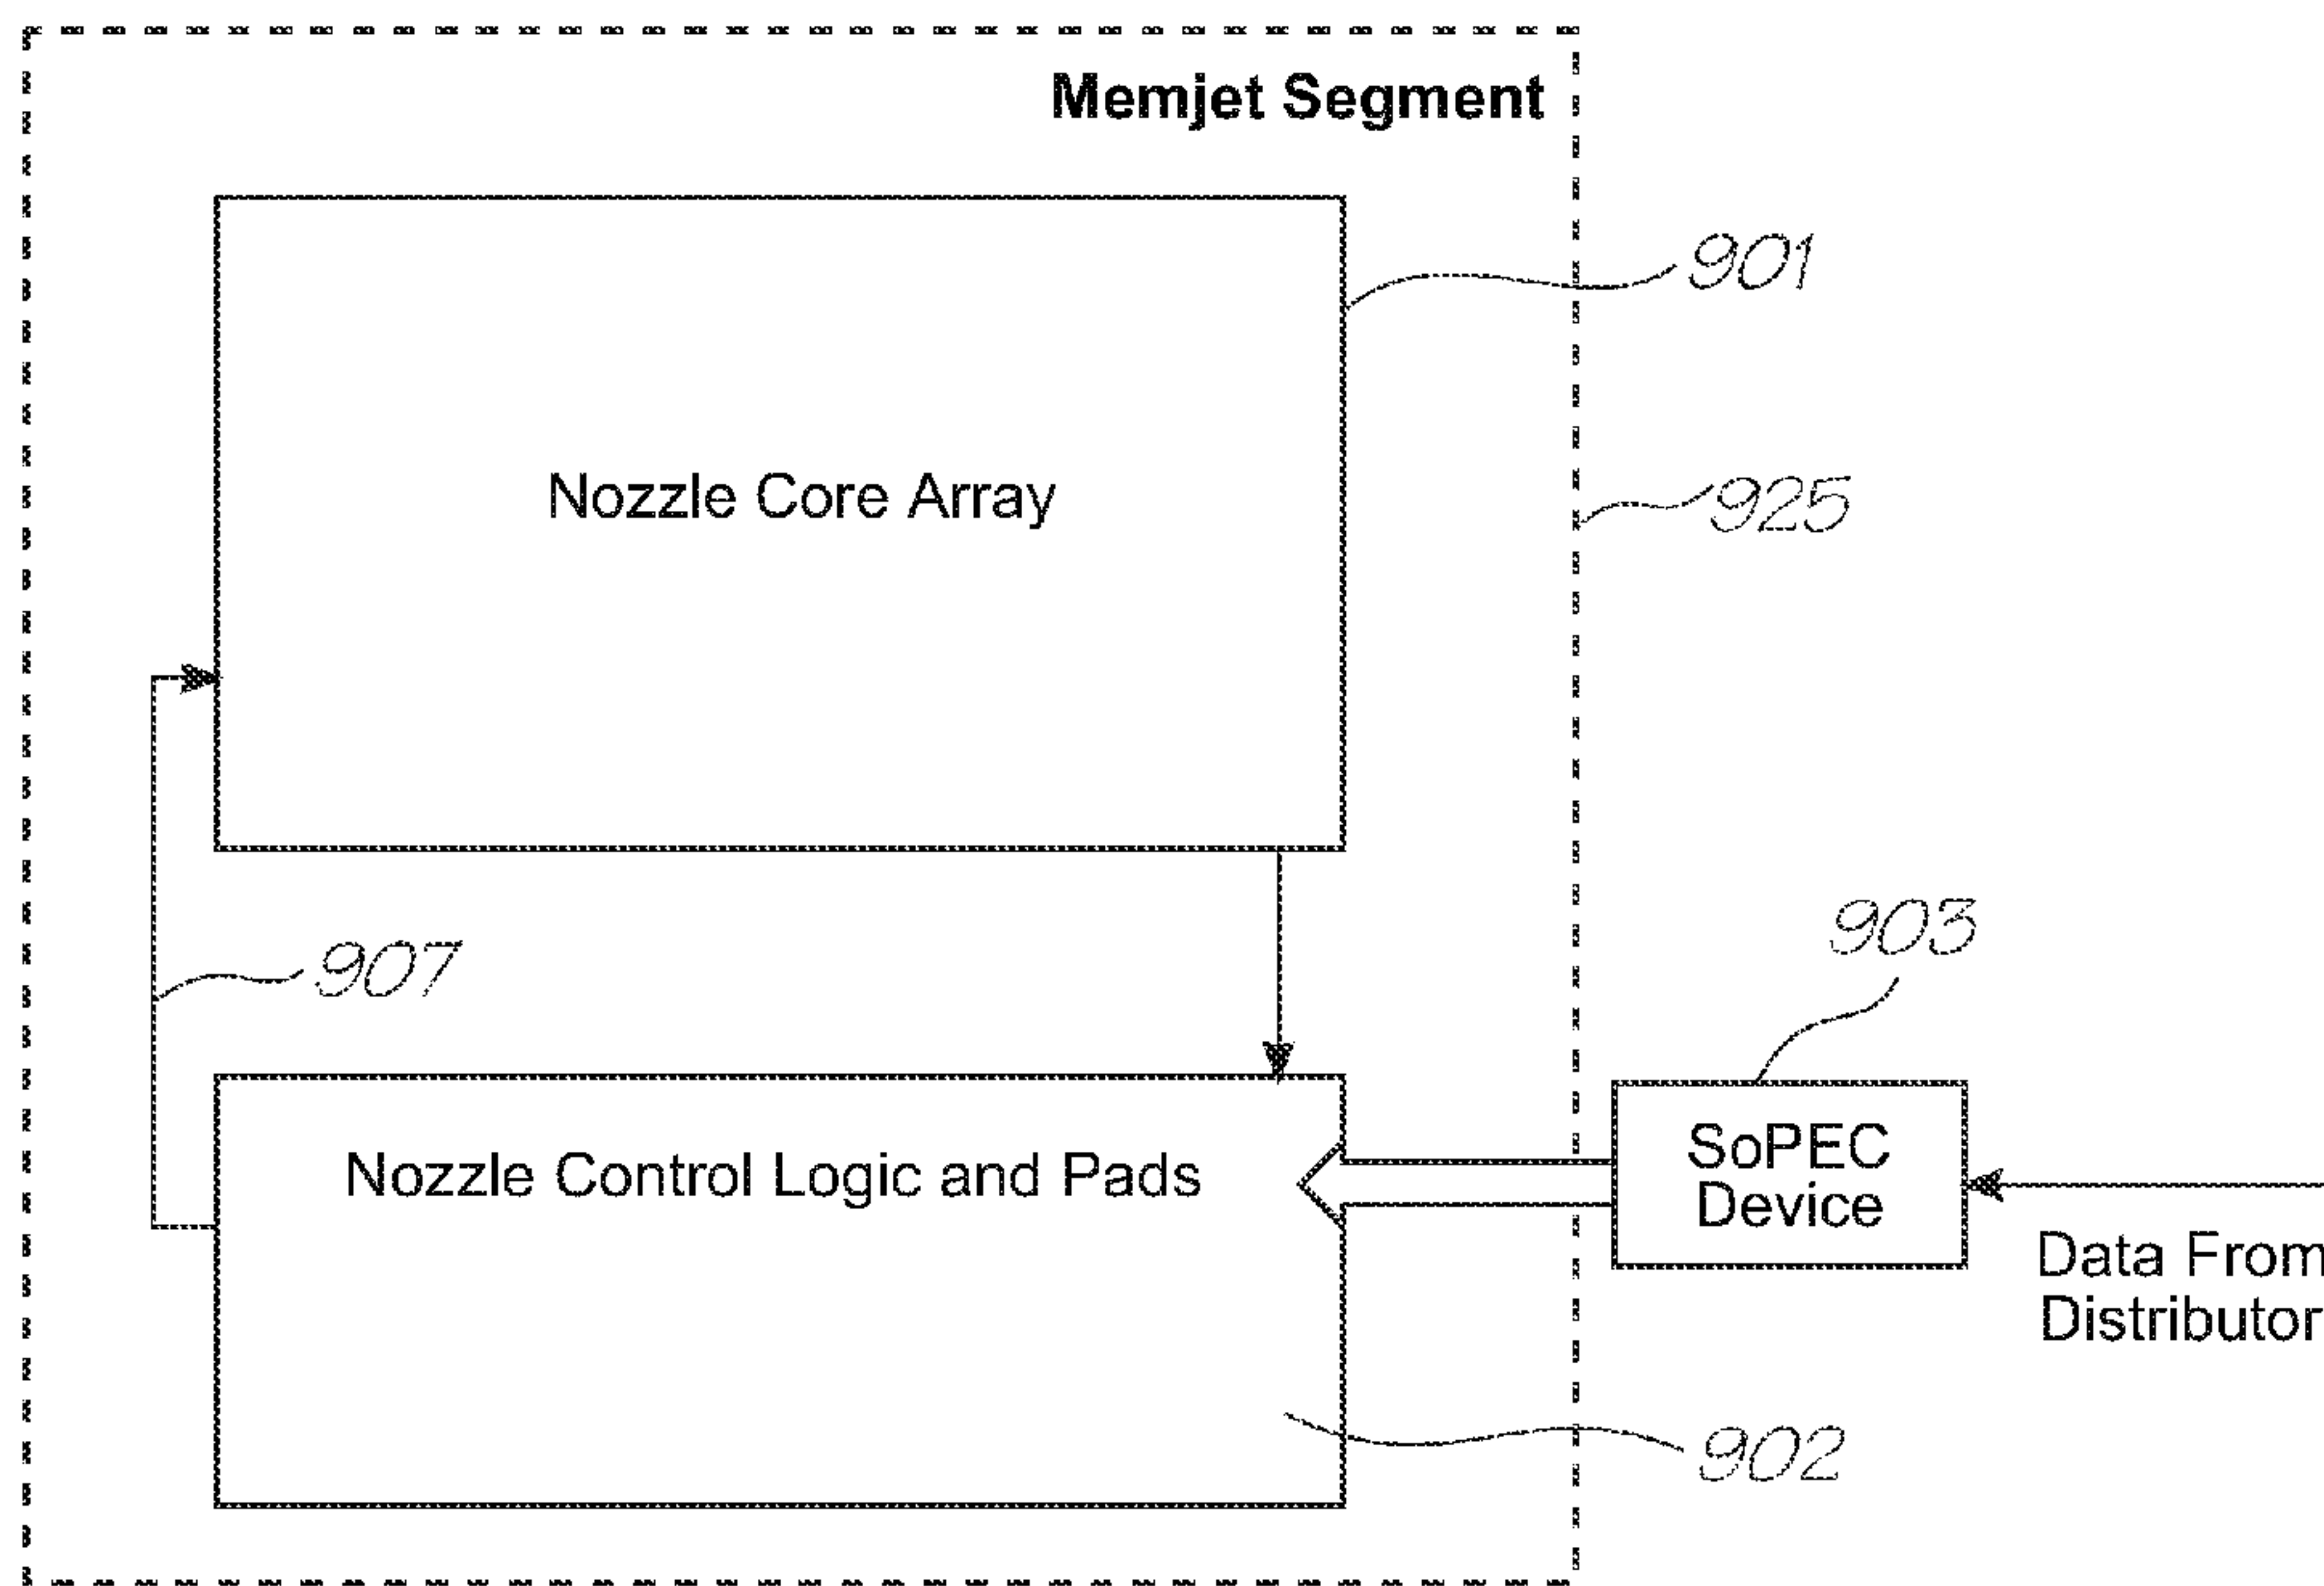 Memjet Segment
901
Nozzle Core Array
925
903
907
SoPEC
Device
Nozzle Control Logic and Pads
Data From
Distributor
902